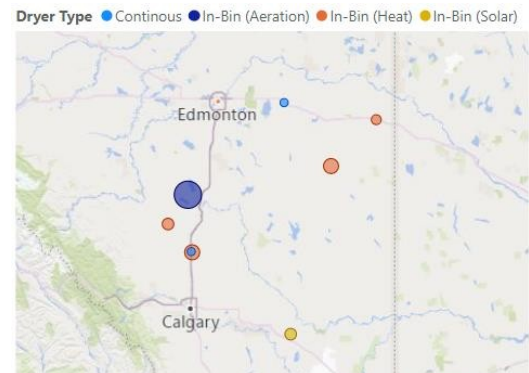 Dryer Type Continous In-Bin (Aeration) In-Bin (Heat) In-Bin (Solar)
Edmonton
Calgary